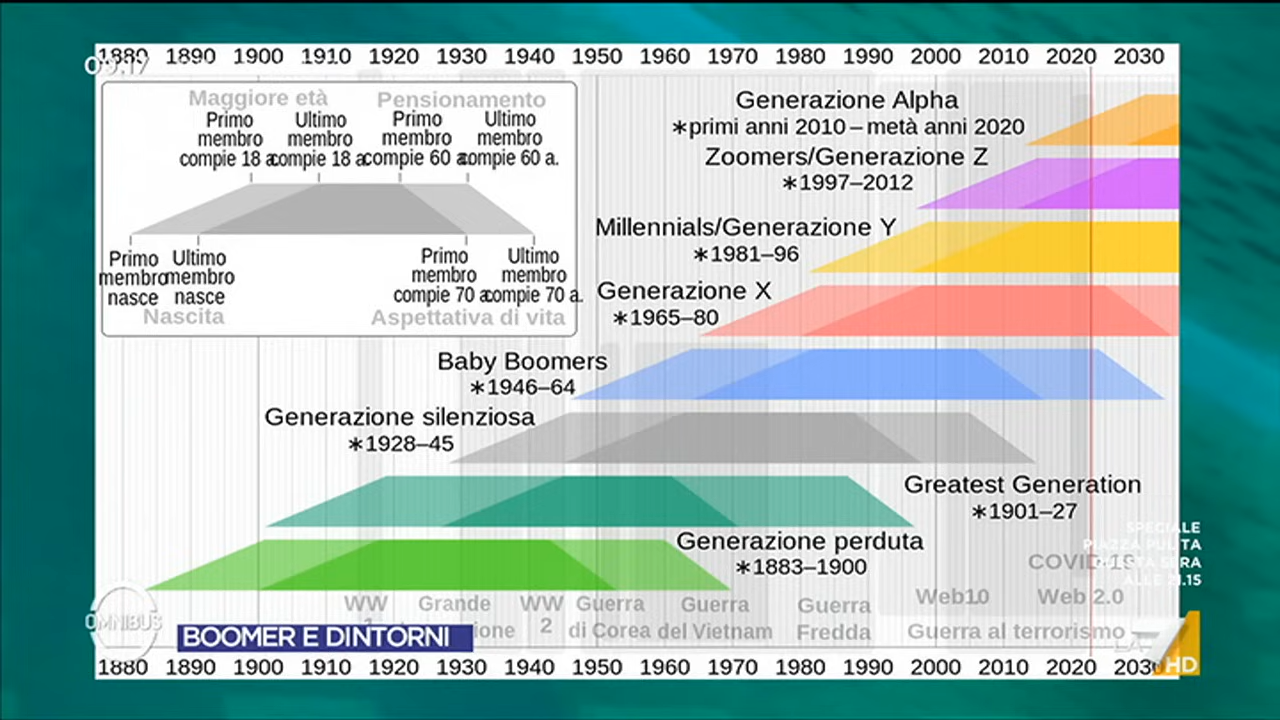 1880 1890 1900 1910 1920 1930 1940 1950 1960 1970 1980 1990 2000 2010 2020 2030
09:17
Maggiore età
Pensionamento
Primo membro compie 18 a.
Ultimo membro compie 18 a.
Primo membro compie 60 a.
Ultimo membro compie 60 a.
Primo membro nasce
Ultimo membro nasce
Primo membro compie 70 a.
Ultimo membro compie 70 a.
Nascita
Aspettativa di vita
Generazione Alpha
∗primi anni 2010 – metà anni 2020
Zoomers/Generazione Z
∗1997–2012
Millennials/Generazione Y
∗1981–96
Generazione X
∗1965–80
Baby Boomers
∗1946–64
Generazione silenziosa
∗1928–45
Greatest Generation
∗1901–27
Generazione perduta
∗1883–1900
SPECIALE
PIAZZA PULITA
QUESTA SERA
ALLE 21.15
COVID-19
WW
Grande
WW 2
Guerra di Corea
Guerra del Vietnam
Guerra Fredda
Web10
Web 2.0
Guerra al terrorismo
OMNIBUS
BOOMER E DINTORNI
LA7 HD
1880 1890 1900 1910 1920 1930 1940 1950 1960 1970 1980 1990 2000 2010 2020 2030